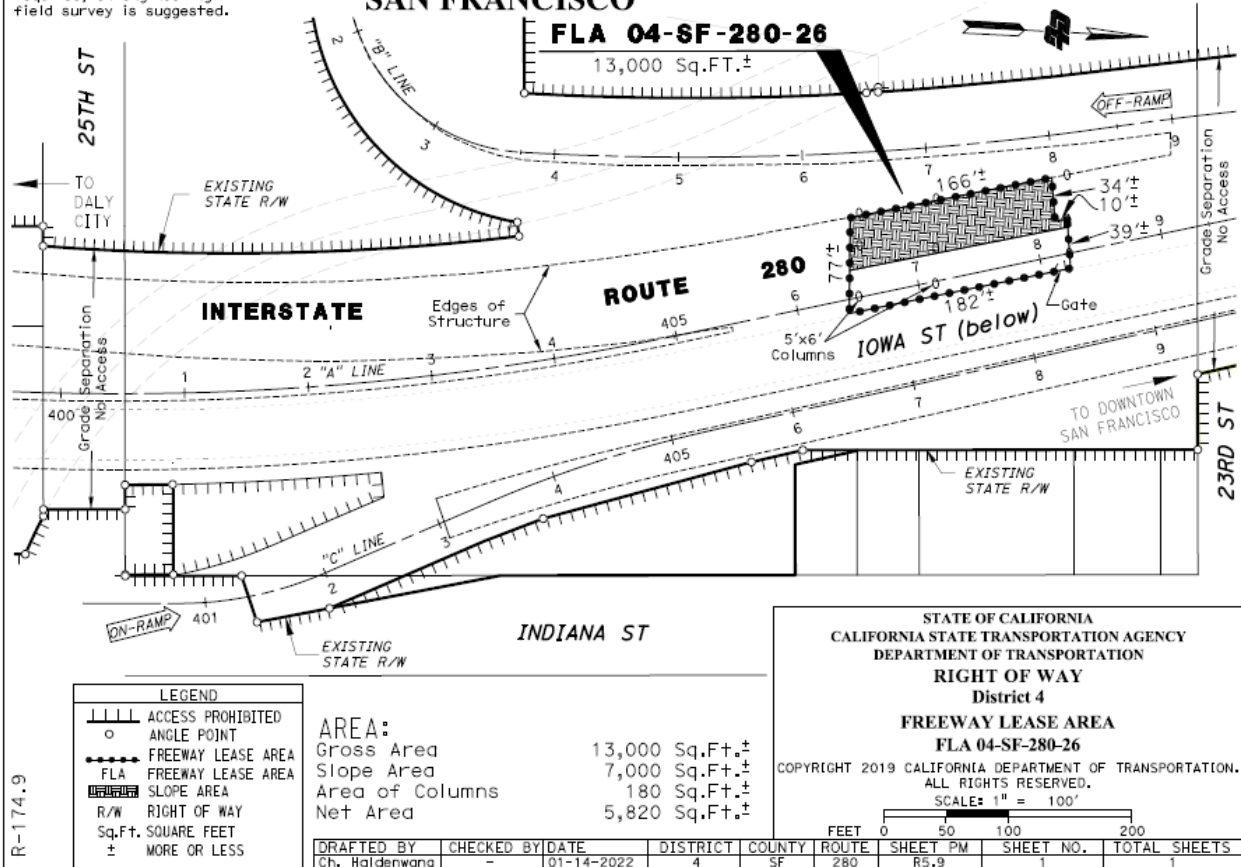 field survey is suggested.
SAN FRANCISCO
FLA 04-SF-280-26
13,000 Sq.FT.±
25TH ST
"B" LINE
2
3
4
5
6
7
8
9
OFF-RAMP
TO DALY CITY
EXISTING STATE R/W
Grade Separation
No Access
166'±
34'±
10'±
39'±
77'±
182'±
Gate
5'x6' Columns
Grade Separation
No Access
INTERSTATE
ROUTE 280
Edges of Structure
IOWA ST (below)
400
1
2 "A" LINE
3
4
405
6
7
8
9
Grade Separation
No Access
TO DOWNTOWN SAN FRANCISCO
23RD ST
EXISTING STATE R/W
"C" LINE
401
2
3
4
405
6
7
8
9
ON-RAMP
EXISTING STATE R/W
INDIANA ST
LEGEND
ACCESS PROHIBITED
ANGLE POINT
FREEWAY LEASE AREA
FLA FREEWAY LEASE AREA
SLOPE AREA
R/W RIGHT OF WAY
Sq.Ft. SQUARE FEET
± MORE OR LESS
R-174.9
AREA:
Gross Area 13,000 Sq.Ft.±
Slope Area 7,000 Sq.Ft.±
Area of Columns 180 Sq.Ft.±
Net Area 5,820 Sq.Ft.±
STATE OF CALIFORNIA
CALIFORNIA STATE TRANSPORTATION AGENCY
DEPARTMENT OF TRANSPORTATION
RIGHT OF WAY
District 4
FREEWAY LEASE AREA
FLA 04-SF-280-26
COPYRIGHT 2019 CALIFORNIA DEPARTMENT OF TRANSPORTATION.
ALL RIGHTS RESERVED.
SCALE: 1" = 100'
FEET 0 50 100 200
DRAFTED BY CHECKED BY DATE DISTRICT COUNTY ROUTE SHEET PM SHEET NO. TOTAL SHEETS
Ch. Haldenwang - 01-14-2022 4 SF 280 R5.9 1 1